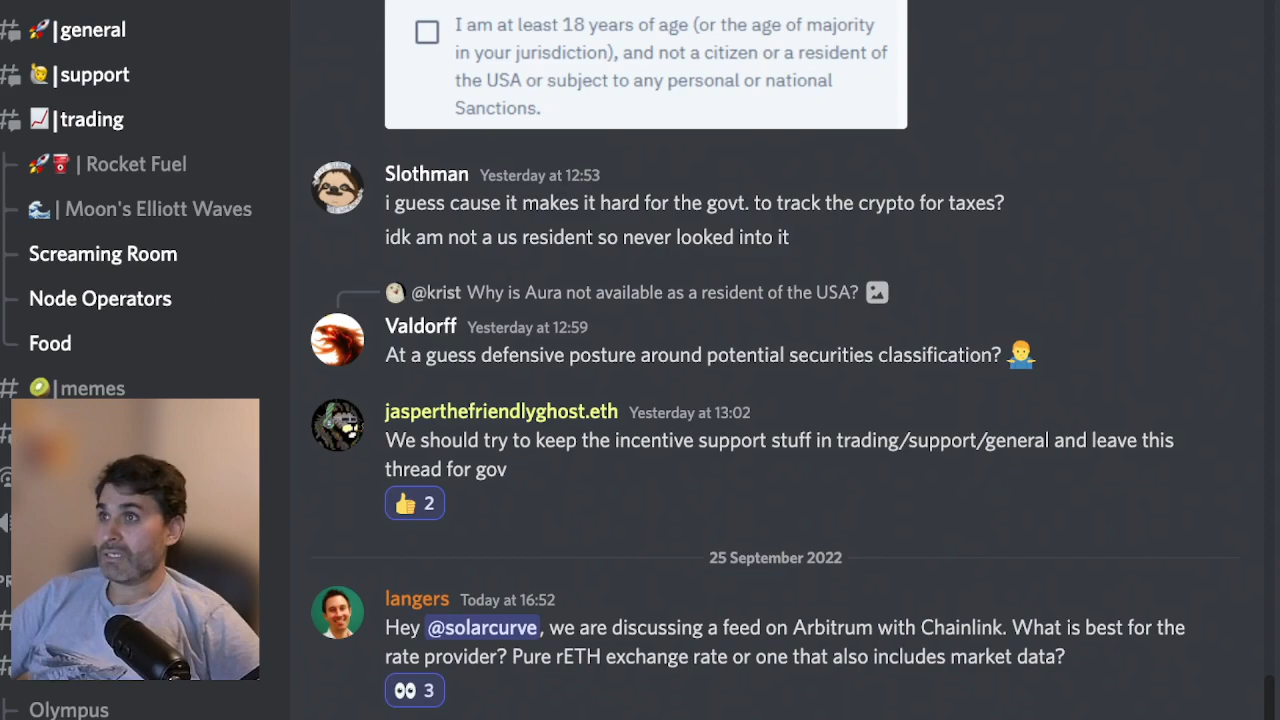 |general
|support
|trading
| Rocket Fuel
| Moon's Elliott Waves
Screaming Room
Node Operators
Food
|memes
Olympus
I am at least 18 years of age (or the age of majority
in your jurisdiction), and not a citizen or a resident of
the USA or subject to any personal or national
Sanctions.
Slothman Yesterday at 12:53
i guess cause it makes it hard for the govt. to track the crypto for taxes?
idk am not a us resident so never looked into it
@krist Why is Aura not available as a resident of the USA?
Valdorff Yesterday at 12:59
At a guess defensive posture around potential securities classification? 🤷‍♂️
jasperthefriendlyghost.eth Yesterday at 13:02
We should try to keep the incentive support stuff in trading/support/general and leave this
thread for gov
👍 2
25 September 2022
langers Today at 16:52
Hey @solarcurve, we are discussing a feed on Arbitrum with Chainlink. What is best for the
rate provider? Pure rETH exchange rate or one that also includes market data?
👀 3